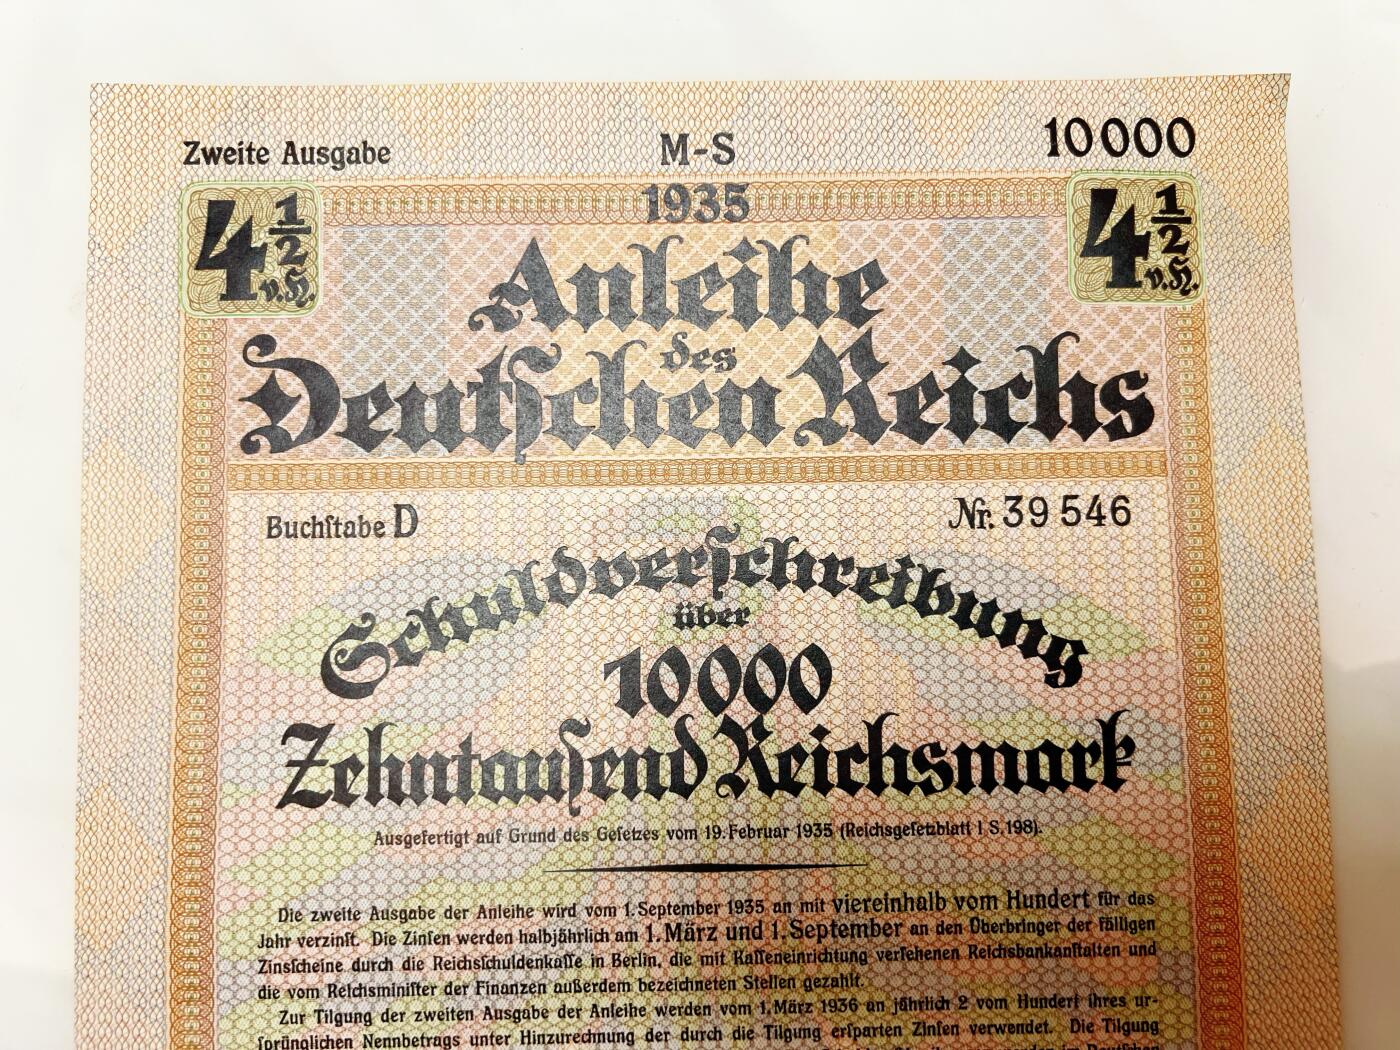 Zweite Ausgabe
M-S
10000
4 1/2 v.H.
1935
4 1/2 v.H.
Anleihe
des
Deutſchen Reichs
Buchſtabe D
Nr. 39 546
Schuldverſchreibung
über
10000
Zehntauſend Reichsmark
Ausgefertigt auf Grund des Geſetzes vom 19. Februar 1935 (Reichsgeſetzblatt I S. 198).
Die zweite Ausgabe der Anleihe wird vom 1. September 1935 an mit viereinhalb vom Hundert für das
Jahr verzinſt. Die Zinſen werden halbjährlich am 1. März und 1. September an den Überbringer der fälligen
Zinsſcheine durch die Reichsſchuldenkaſſe in Berlin, die mit Kaſſeneinrichtung verſehenen Reichsbankanſtalten und
die vom Reichsminiſter der Finanzen außerdem bezeichneten Stellen gezahlt.
Zur Tilgung der zweiten Ausgabe der Anleihe werden vom 1. März 1936 an jährlich 2 vom Hundert ihres ur-
ſprünglichen Nennbetrags unter Hinzurechnung der durch die Tilgung erſparten Zinſen verwendet. Die Tilgung